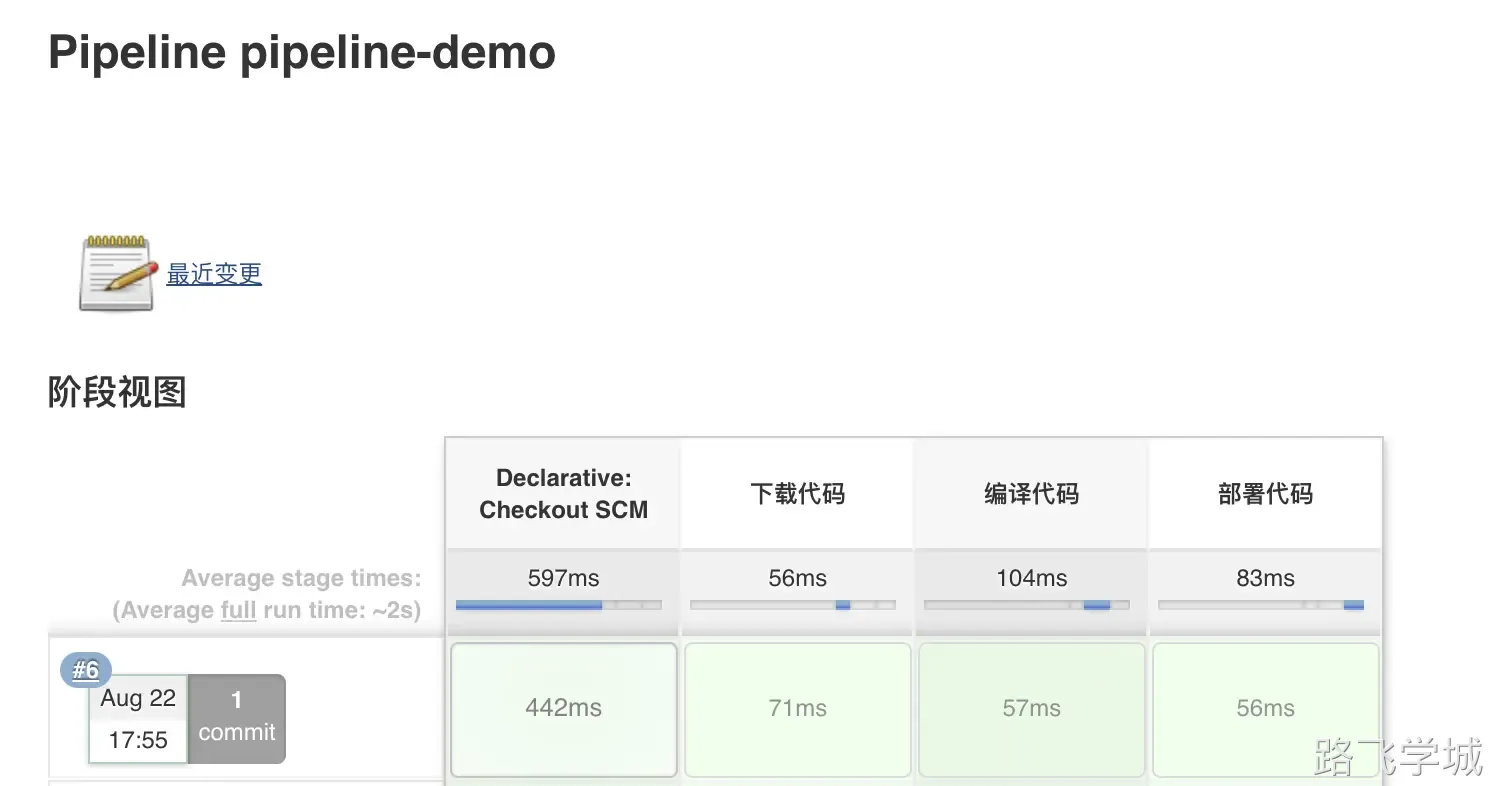 Pipeline pipeline-demo
最近变更
阶段视图
Declarative:
Checkout SCM
下载代码
编译代码
部署代码
Average stage times:
(Average full run time: ~2s)
597ms
56ms
104ms
83ms
#6
Aug 22
17:55
1
commit
442ms
71ms
57ms
56ms
路飞学城